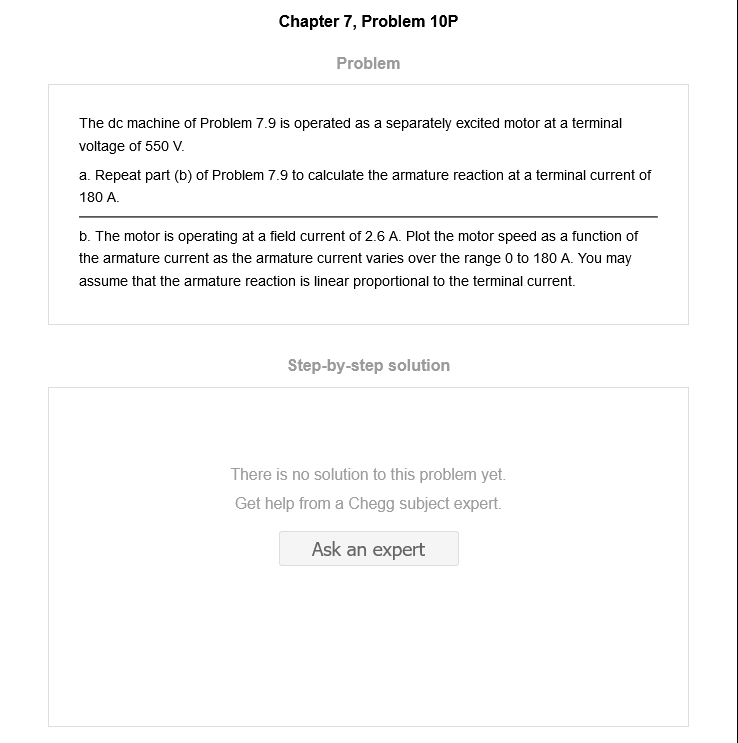 Chapter 7, Problem 10P
Problem
The dc machine of Problem 7.9 is operated as a separately excited motor at a terminal
voltage of 550 V.
a. Repeat part (b) of Problem 7.9 to calculate the armature reaction at a terminal current of
180 A.
b. The motor is operating at a field current of 2.6 A. Plot the motor speed as a function of
the armature current as the armature current varies over the range 0 to 180 A. You may
assume that the armature reaction is linear proportional to the terminal current.
Step-by-step solution
There is no solution to this problem yet.
Get help from a Chegg subject expert.
Ask an expert